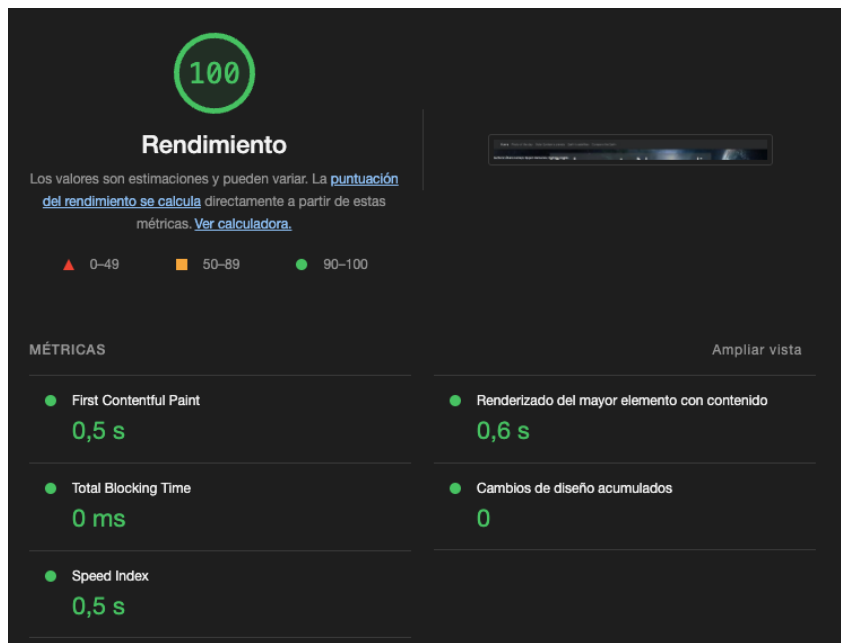 100
Rendimiento
Los valores son estimaciones y pueden variar. La puntuación
del rendimiento se calcula directamente a partir de estas
métricas. Ver calculadora.
0–49
50–89
90–100
MÉTRICAS
Ampliar vista
First Contentful Paint
0,5 s
Renderizado del mayor elemento con contenido
0,6 s
Total Blocking Time
0 ms
Cambios de diseño acumulados
0
Speed Index
0,5 s